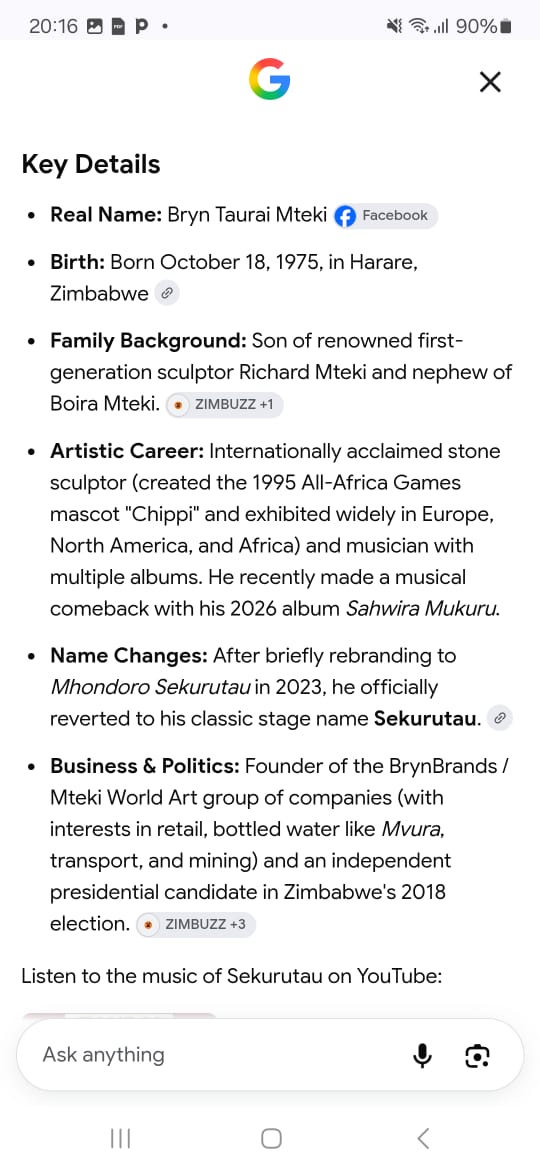 20:16
90%
Key Details
• Real Name: Bryn Taurai Mteki Facebook
• Birth: Born October 18, 1975, in Harare,
Zimbabwe
• Family Background: Son of renowned first-
generation sculptor Richard Mteki and nephew of
Boira Mteki. ZIMBUZZ +1
• Artistic Career: Internationally acclaimed stone
sculptor (created the 1995 All-Africa Games
mascot "Chippi" and exhibited widely in Europe,
North America, and Africa) and musician with
multiple albums. He recently made a musical
comeback with his 2026 album Sahwira Mukuru.
• Name Changes: After briefly rebranding to
Mhondoro Sekurutau in 2023, he officially
reverted to his classic stage name Sekurutau.
• Business & Politics: Founder of the BrynBrands /
Mteki World Art group of companies (with
interests in retail, bottled water like Mvura,
transport, and mining) and an independent
presidential candidate in Zimbabwe's 2018
election. ZIMBUZZ +3
Listen to the music of Sekurutau on YouTube:
Ask anything